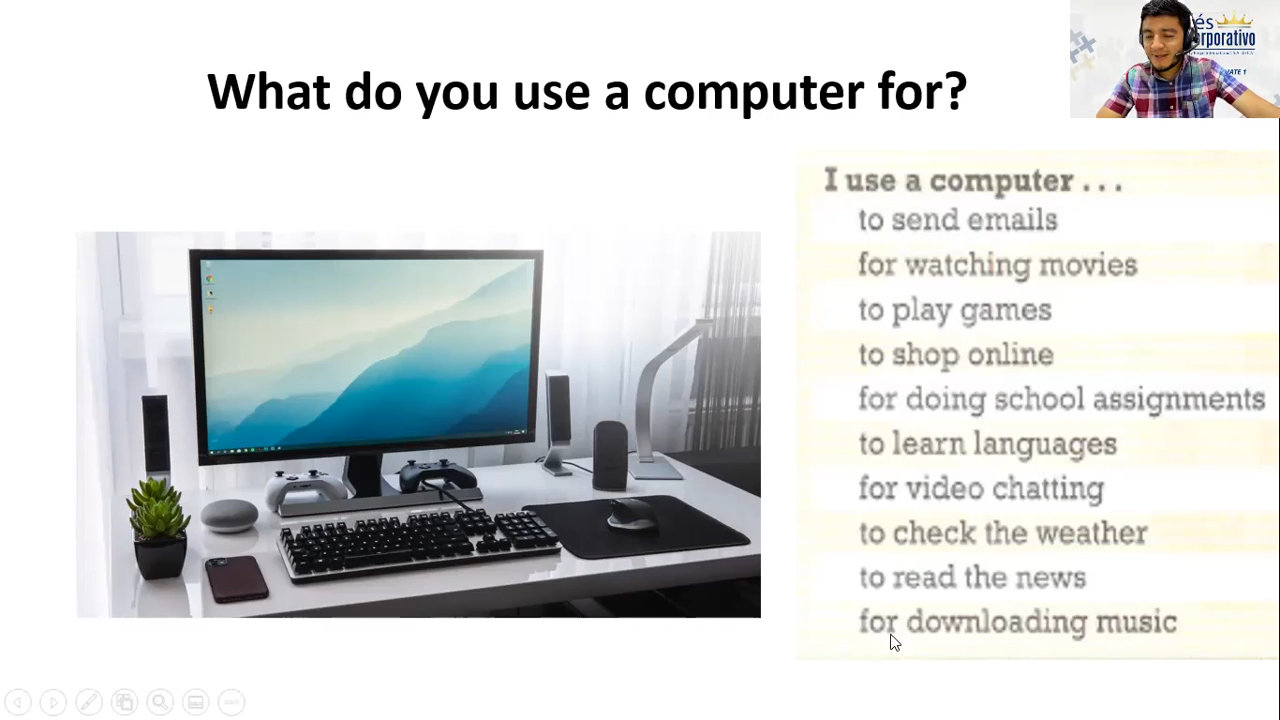 What do you use a computer for?
és
orporativo
I use a computer . . .
to send emails
for watching movies
to play games
to shop online
for doing school assignments
to learn languages
for video chatting
to check the weather
to read the news
for downloading music